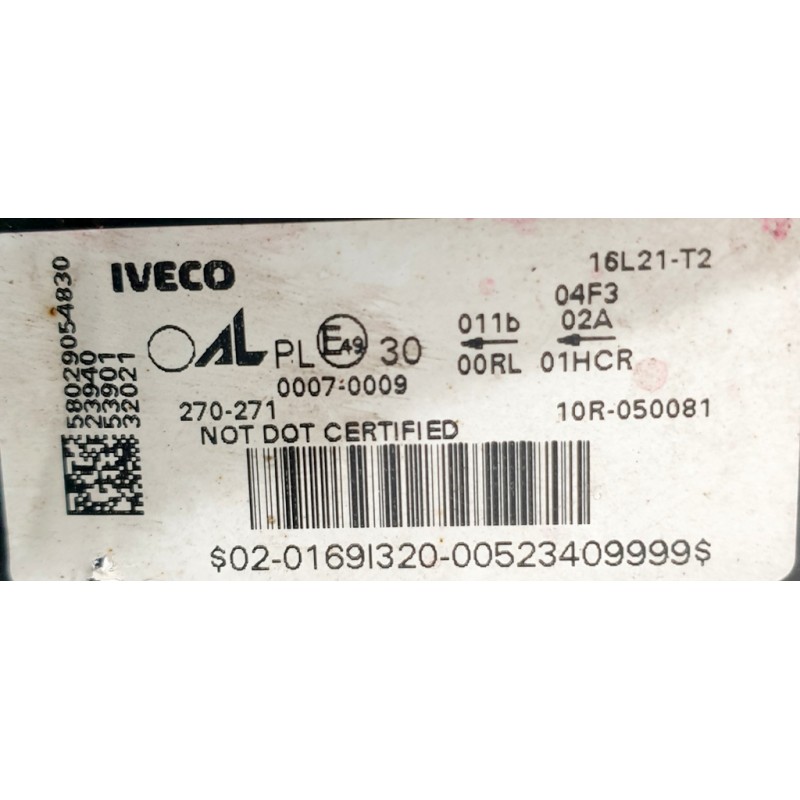 IVECO
16L21-T2
04F3
AL PL E49 30 011b 02A
00RL 01HCR
0007-0009
270-271 10R-050081
NOT DOT CERTIFIED
$02-0169I320-00523409999$
58029054830
23940
53901
32021